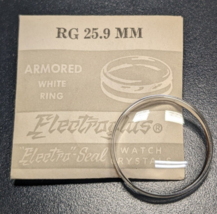 RG 25.9 MM
ARMORED
WHITE
RING
Electroglas®
"Electro-Seal
WATCH
CRYSTAL